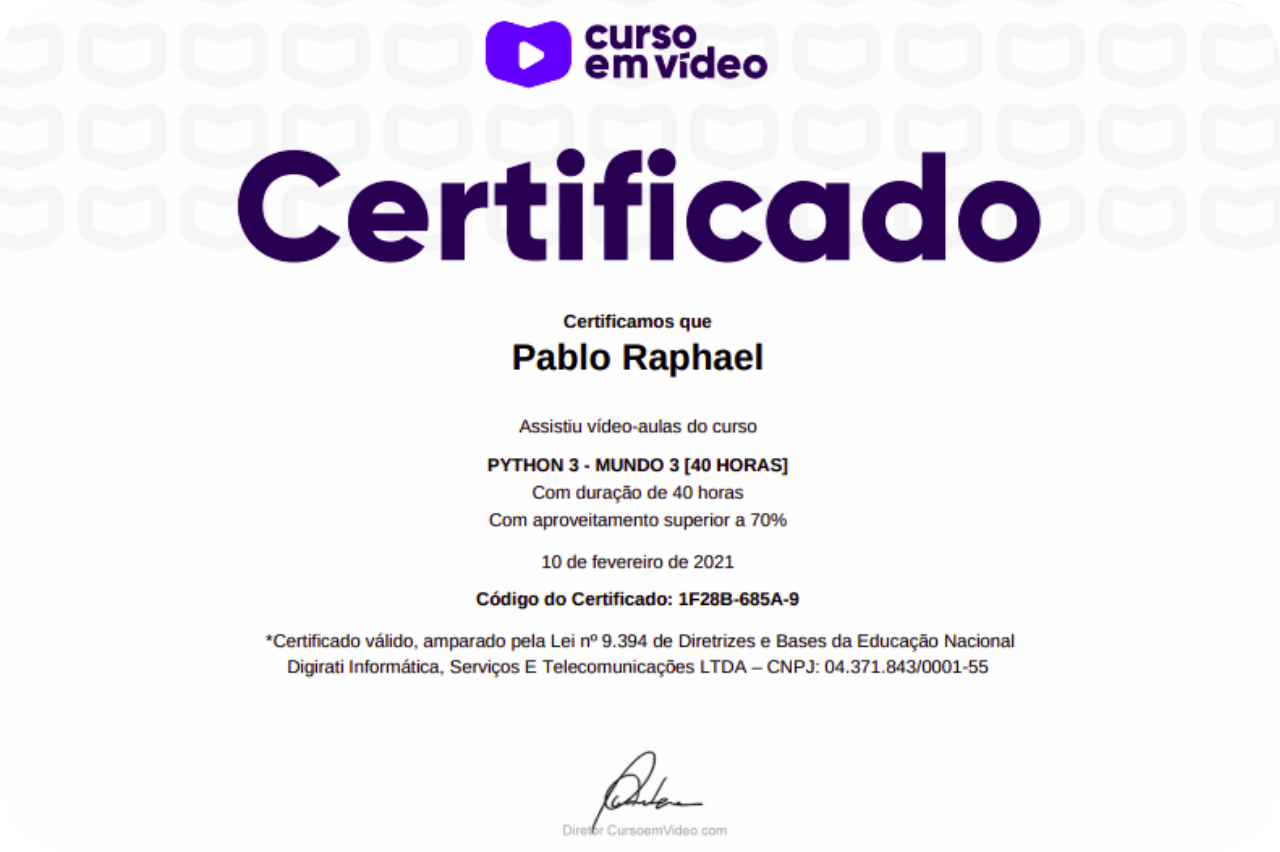 curso
em vídeo
Certificado
Certificamos que
Pablo Raphael
Assistiu vídeo-aulas do curso
PYTHON 3 - MUNDO 3 [40 HORAS]
Com duração de 40 horas
Com aproveitamento superior a 70%
10 de fevereiro de 2021
Código do Certificado: 1F28B-685A-9
*Certificado válido, amparado pela Lei nº 9.394 de Diretrizes e Bases da Educação Nacional
Digirati Informática, Serviços E Telecomunicações LTDA – CNPJ: 04.371.843/0001-55
Diretor CursoemVideo.com